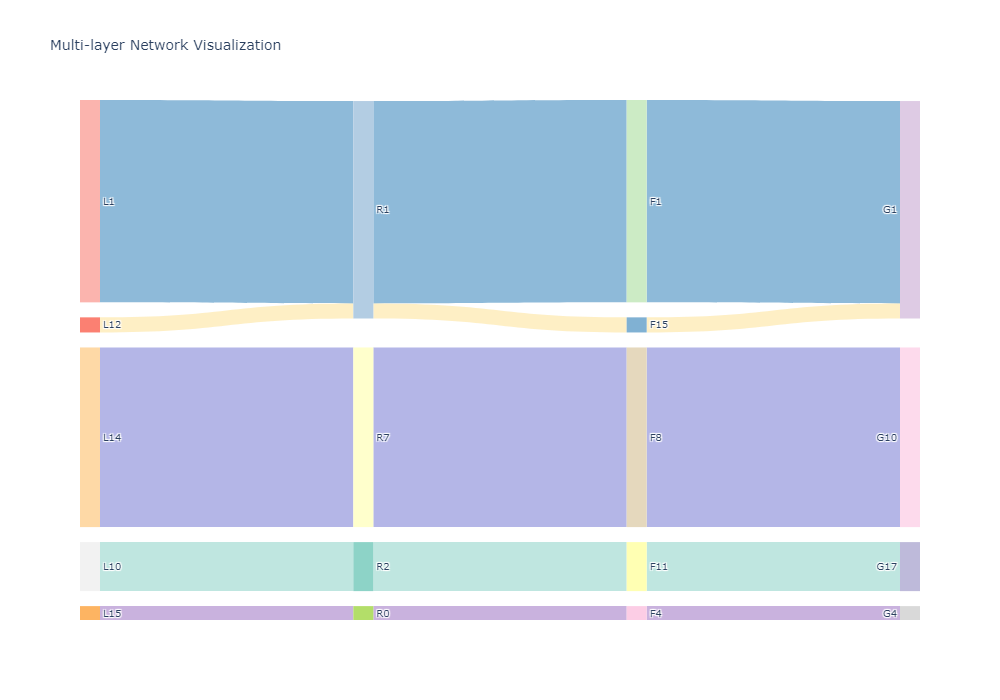 Multi-layer Network Visualization
L1
R1
F1
G1
L12
F15
L14
R7
F8
G10
L10
R2
F11
G17
L15
R0
F4
G4